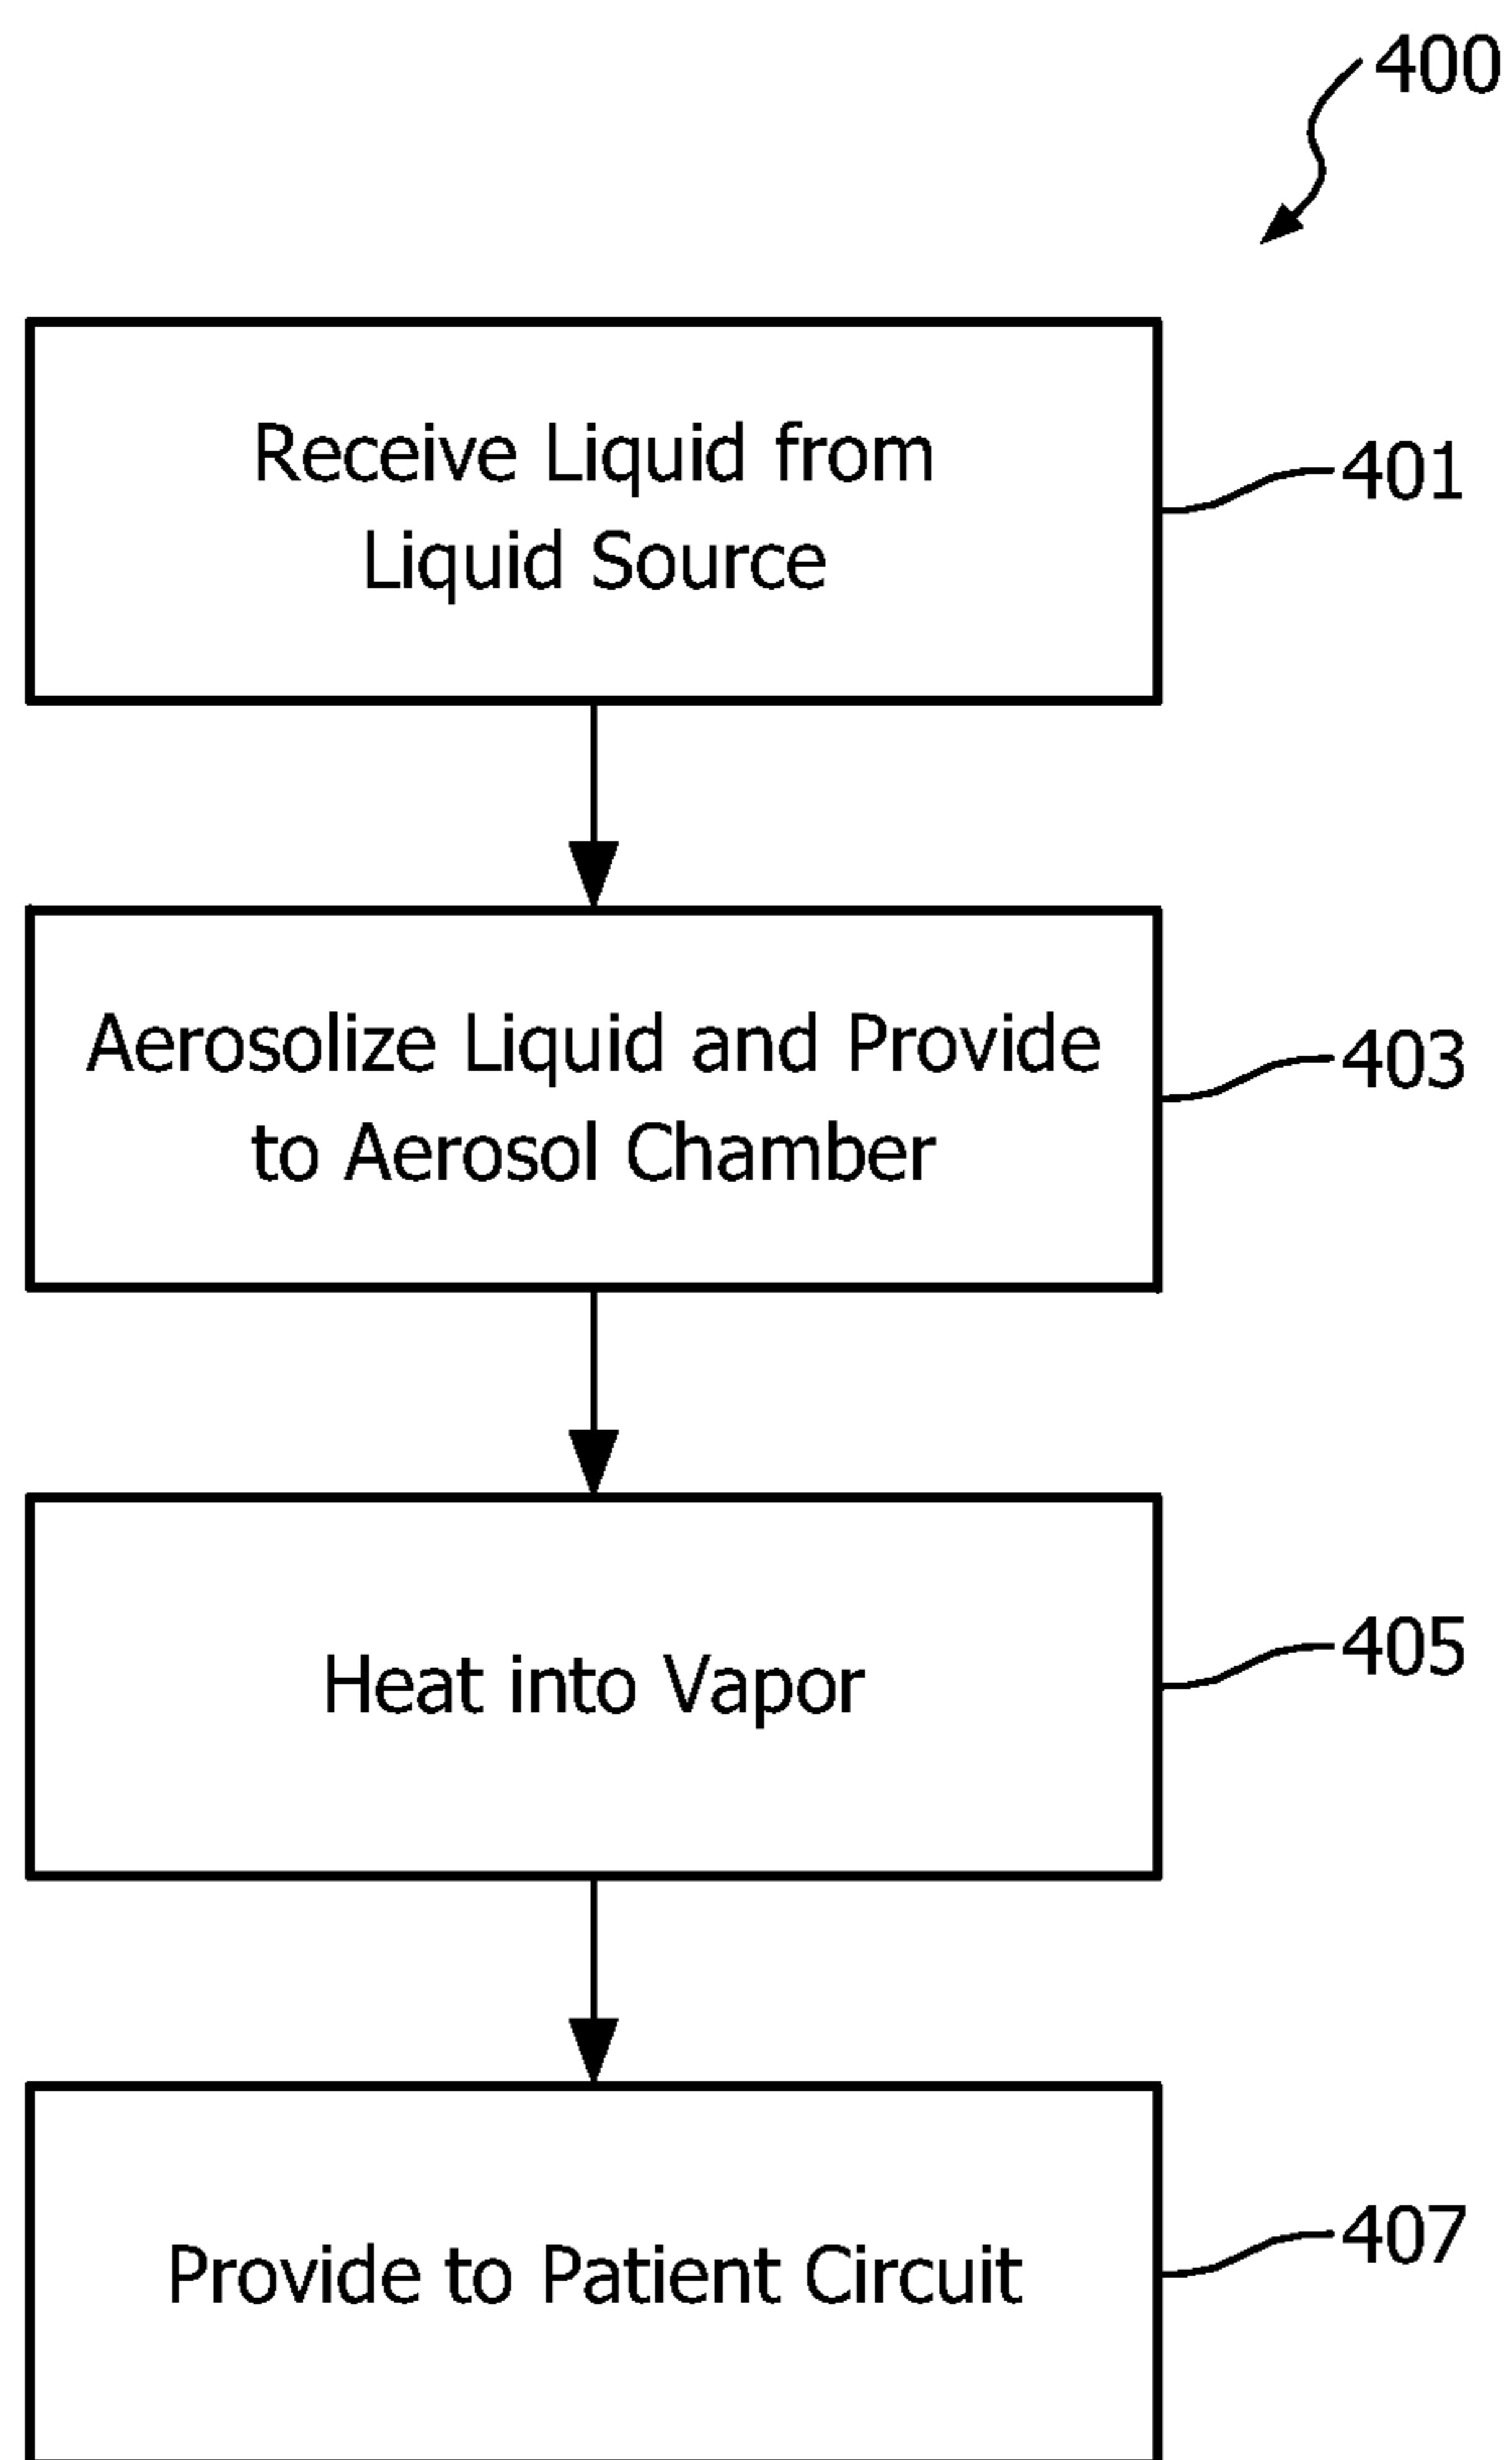 400
Receive Liquid from
Liquid Source
401
Aerosolize Liquid and Provide
to Aerosol Chamber
403
Heat into Vapor
405
Provide to Patient Circuit
407